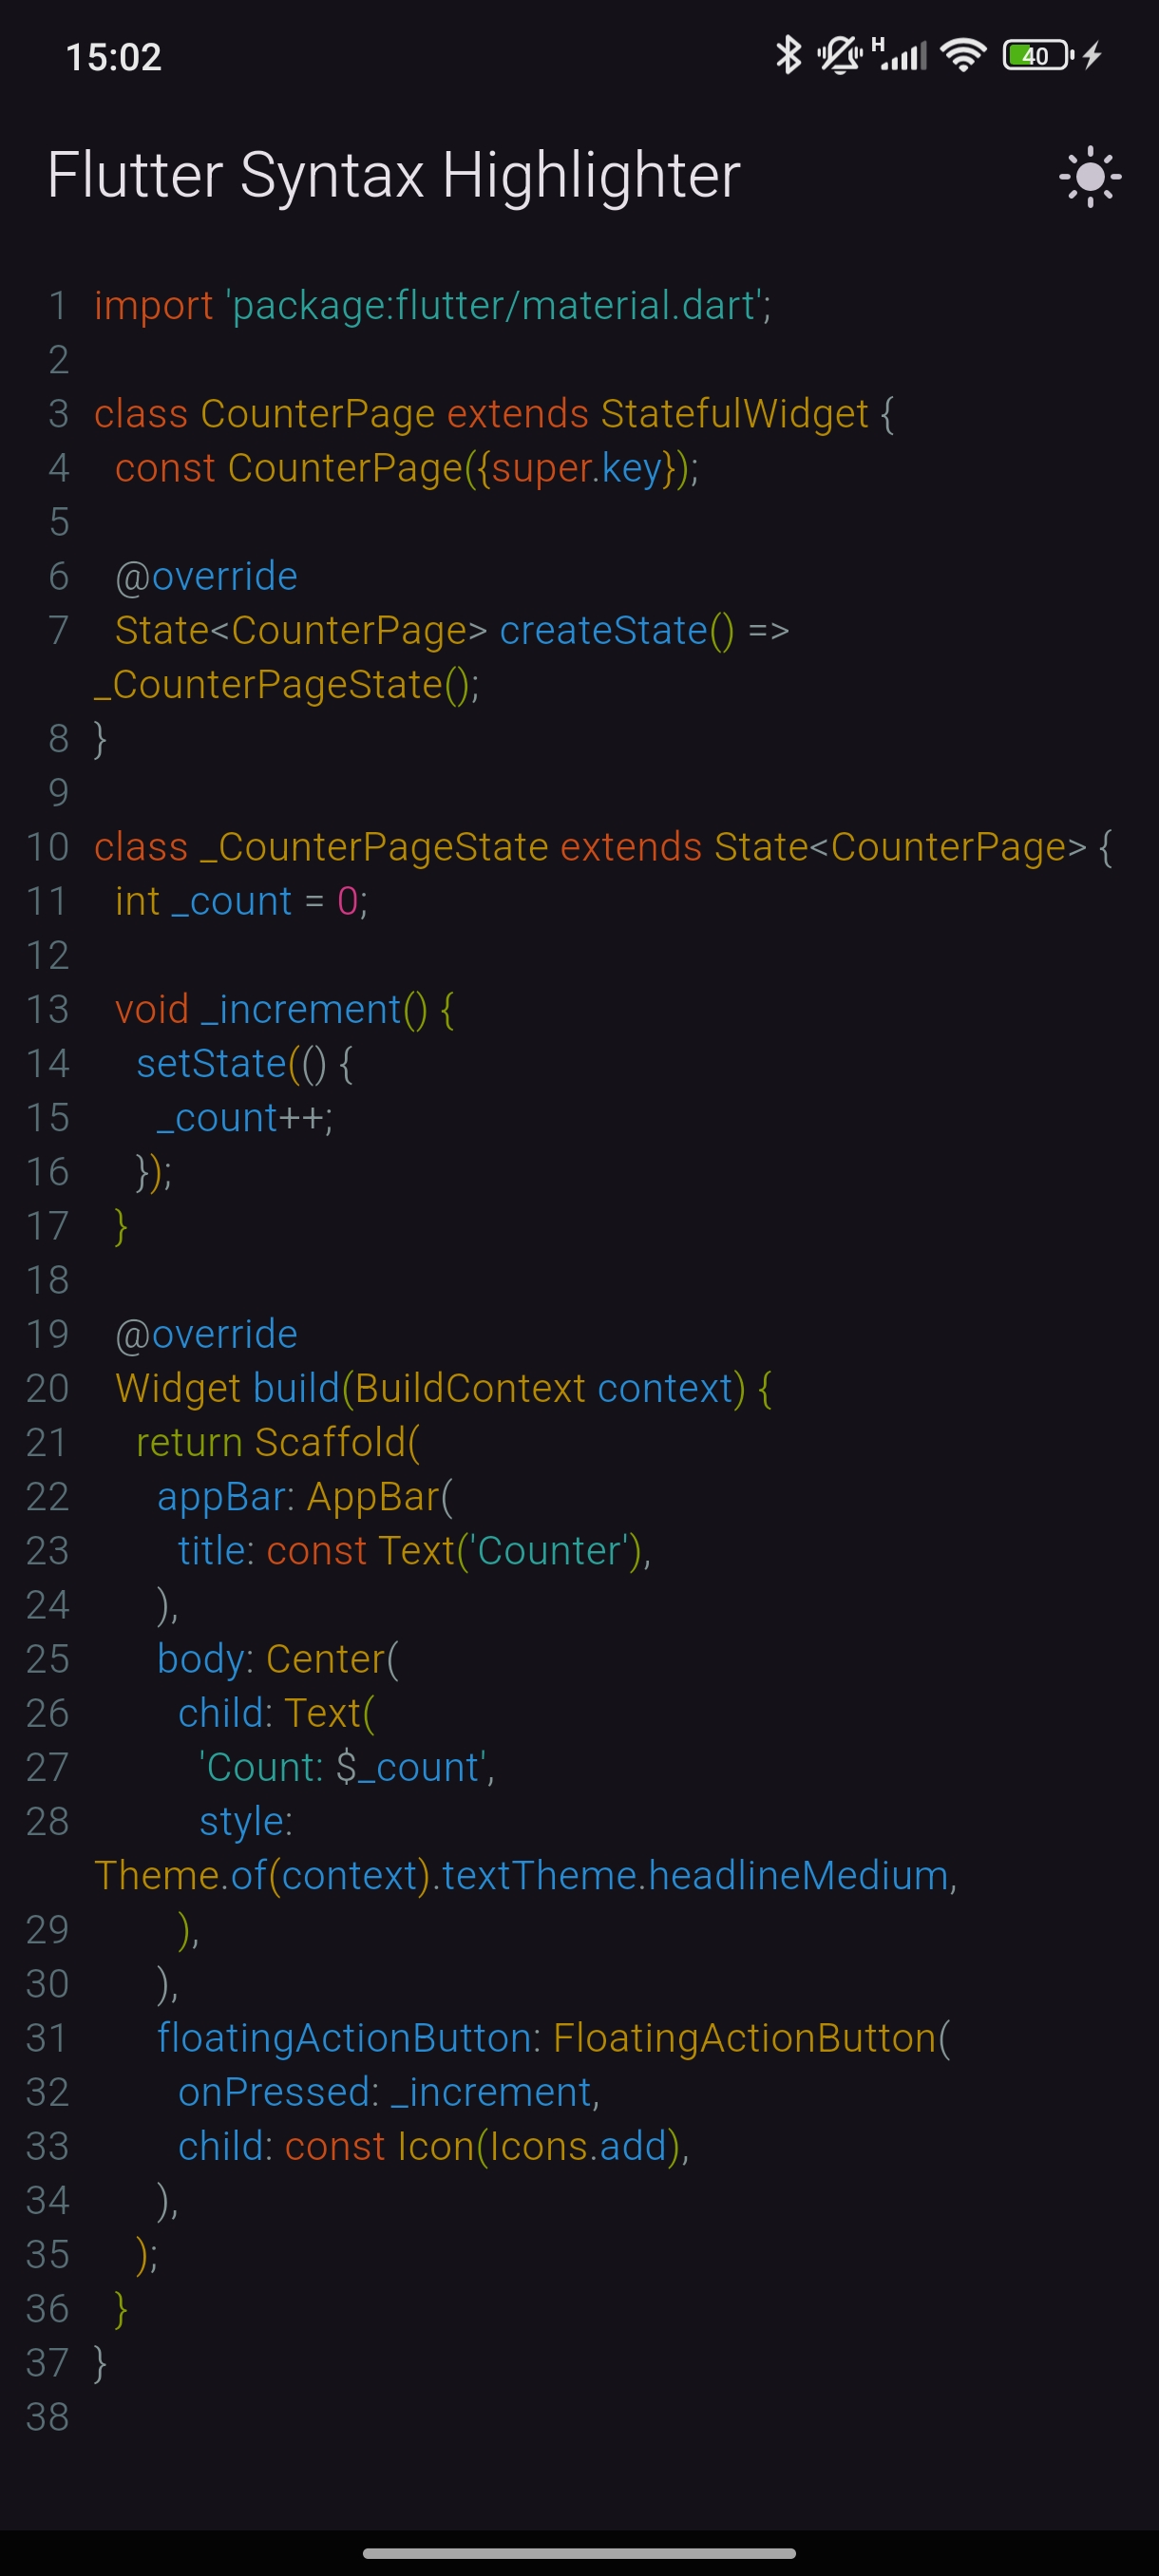 15:02
H
40
Flutter Syntax Highlighter
1 import 'package:flutter/material.dart';
2
3 class CounterPage extends StatefulWidget {
4   const CounterPage({super.key});
5
6   @override
7   State<CounterPage> createState() =>
_CounterPageState();
8 }
9
10 class _CounterPageState extends State<CounterPage> {
11   int _count = 0;
12
13   void _increment() {
14     setState(() {
15       _count++;
16     });
17   }
18
19   @override
20   Widget build(BuildContext context) {
21     return Scaffold(
22       appBar: AppBar(
23         title: const Text('Counter'),
24       ),
25       body: Center(
26         child: Text(
27           'Count: $_count',
28           style:
Theme.of(context).textTheme.headlineMedium,
29         ),
30       ),
31       floatingActionButton: FloatingActionButton(
32         onPressed: _increment,
33         child: const Icon(Icons.add),
34       ),
35     );
36   }
37 }
38